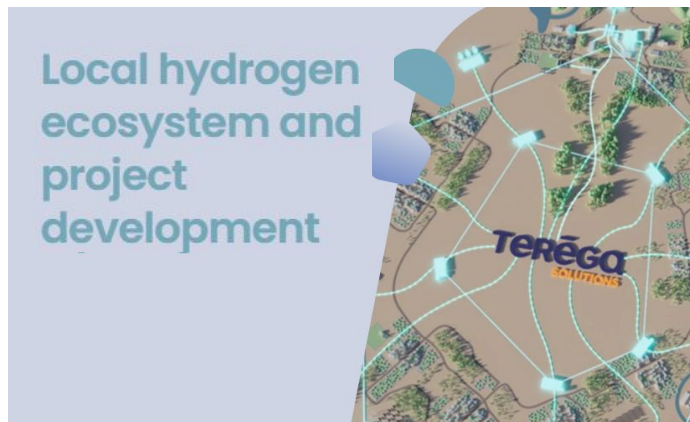 Local hydrogen
ecosystem and
project
development
TERĒGA
SOLUTIONS